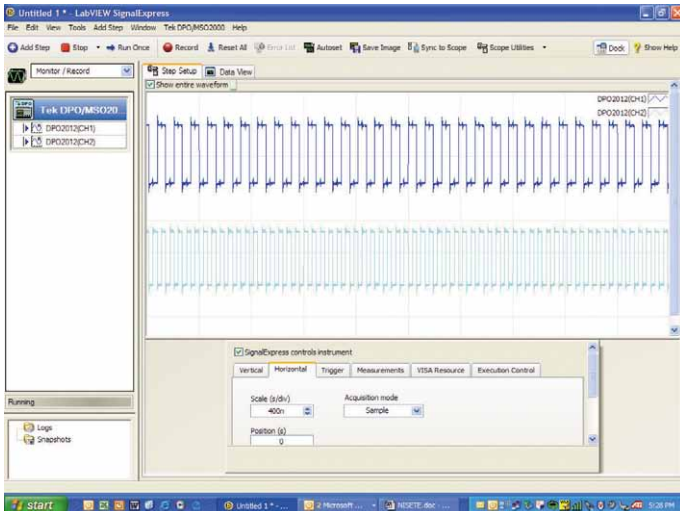 Untitled 1 * - LabVIEW SignalExpress
File Edit View Tools Add Step Window Tek DPO/MSO2000 Help
Add Step Stop Run Once Record Reset All Error List Autoset Save Image Sync to Scope Scope Utilities Dock Show Help
Monitor / Record
Step Setup Data View
Show entire waveform
DPO2012(CH1)
DPO2012(CH2)
Tek DPO/MSO20...
DPO2012(CH1)
DPO2012(CH2)
SignalExpress controls instrument
Vertical Horizontal Trigger Measurements VISA Resource Execution Control
Scale (s/div) Acquisition mode
400n Sample
Position (s)
0
Running
Logs
Snapshots
start Untitled 1 * -... 2 Microsoft ... NISETE.doc - ... 5:28 PM